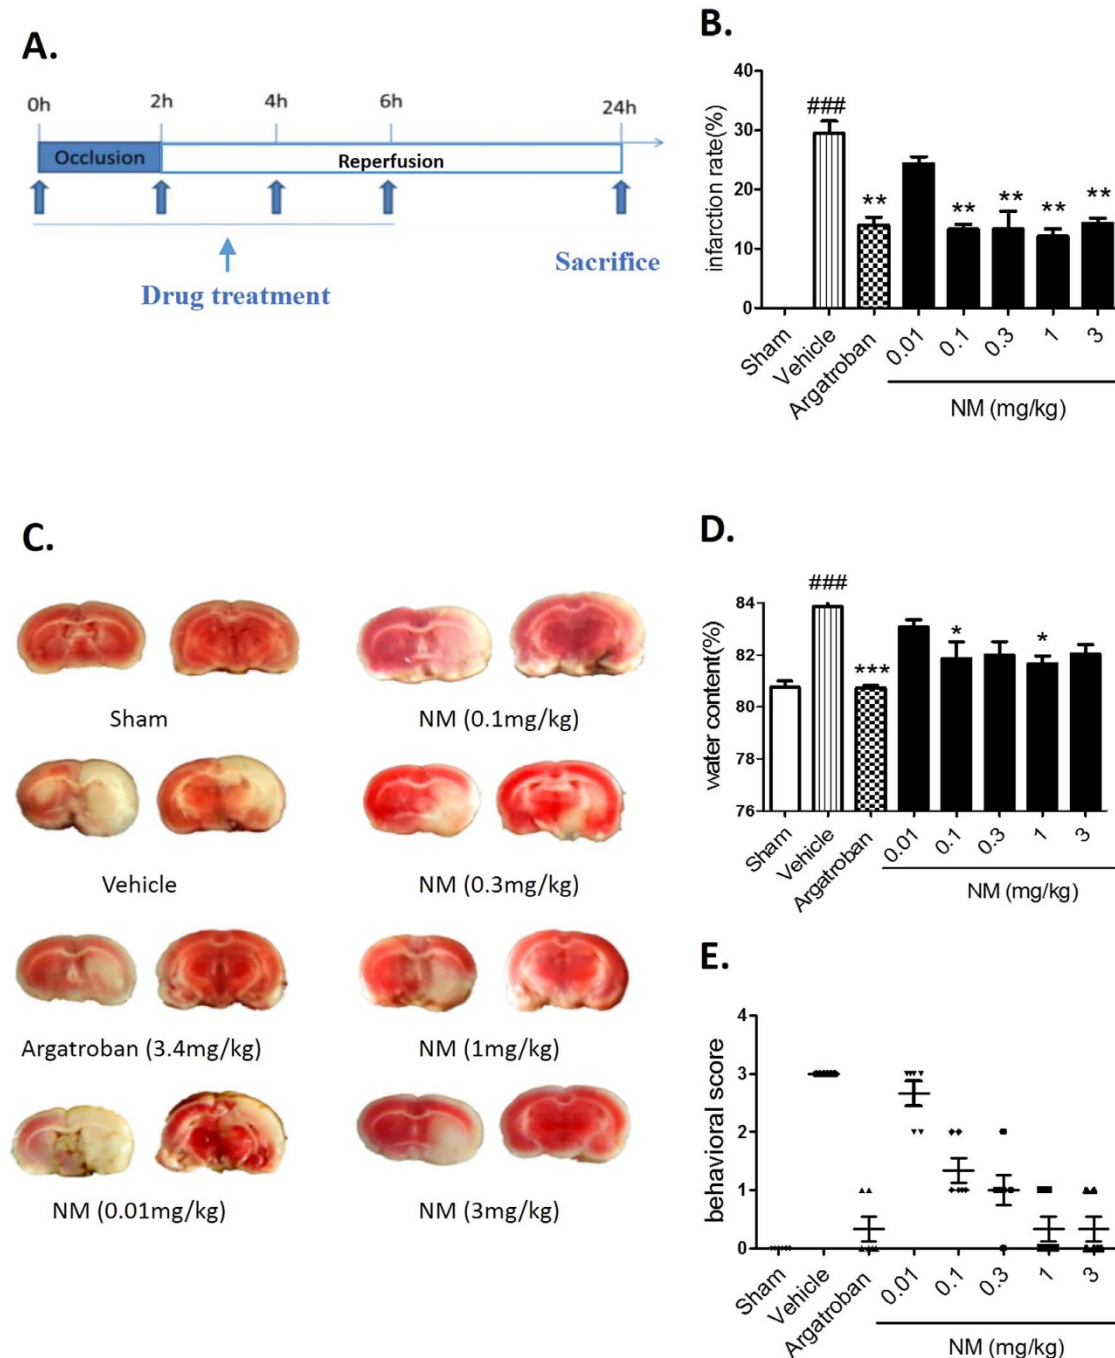 A.
0h 2h 4h 6h 24h
Occlusion Reperfusion
Drug treatment
Sacrifice
B.
infarction rate(%)
40
30
20
10
0
###
**
**
**
**
**
Sham Vehicle Argatroban 0.01 0.1 0.3 1 3
NM (mg/kg)
C.
Sham NM (0.1mg/kg)
Vehicle NM (0.3mg/kg)
Argatroban (3.4mg/kg) NM (1mg/kg)
NM (0.01mg/kg) NM (3mg/kg)
D.
water content(%)
84
82
80
78
76
###
***
*
*
Sham Vehicle Argatroban 0.01 0.1 0.3 1 3
NM (mg/kg)
E.
behavioral score
4
3
2
1
0
Sham Vehicle Argatroban 0.01 0.1 0.3 1 3
NM (mg/kg)